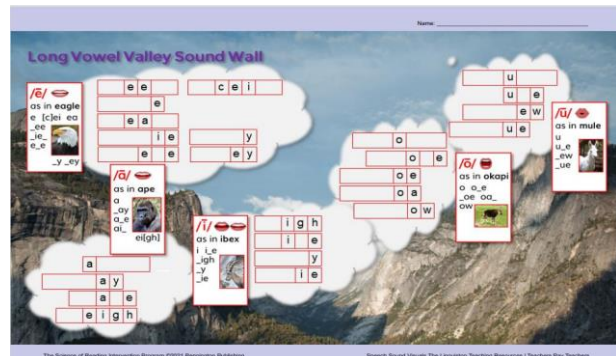 Name
Long Vowel Valley Sound Wall
/ē/
as in eagle
e [c]ei ea
_ee
_ie_
e_e
_y _ey
e e
e
e a
i e
e e
c e i
y
e y
/ā/
as in ape
a
_ay
a_e
ai_
ei[gh]
a
a y
a e
e i g h
/ī/
as in ibex
i i_e
_igh
_y
_ie
i g h
i e
y
i e
o
o e
o e
o a
o w
/ō/
as in okapi
o o_e
_oe oa_
ow
u
u e
e w
u e
/ū/
as in mule
u
u_e
_ew
_ue
The Science of Reading Intervention Program ©2021 Pennington Publishing
Speech Sound Visuals The Linguiston Teaching Resources / Teachers Pay Teachers